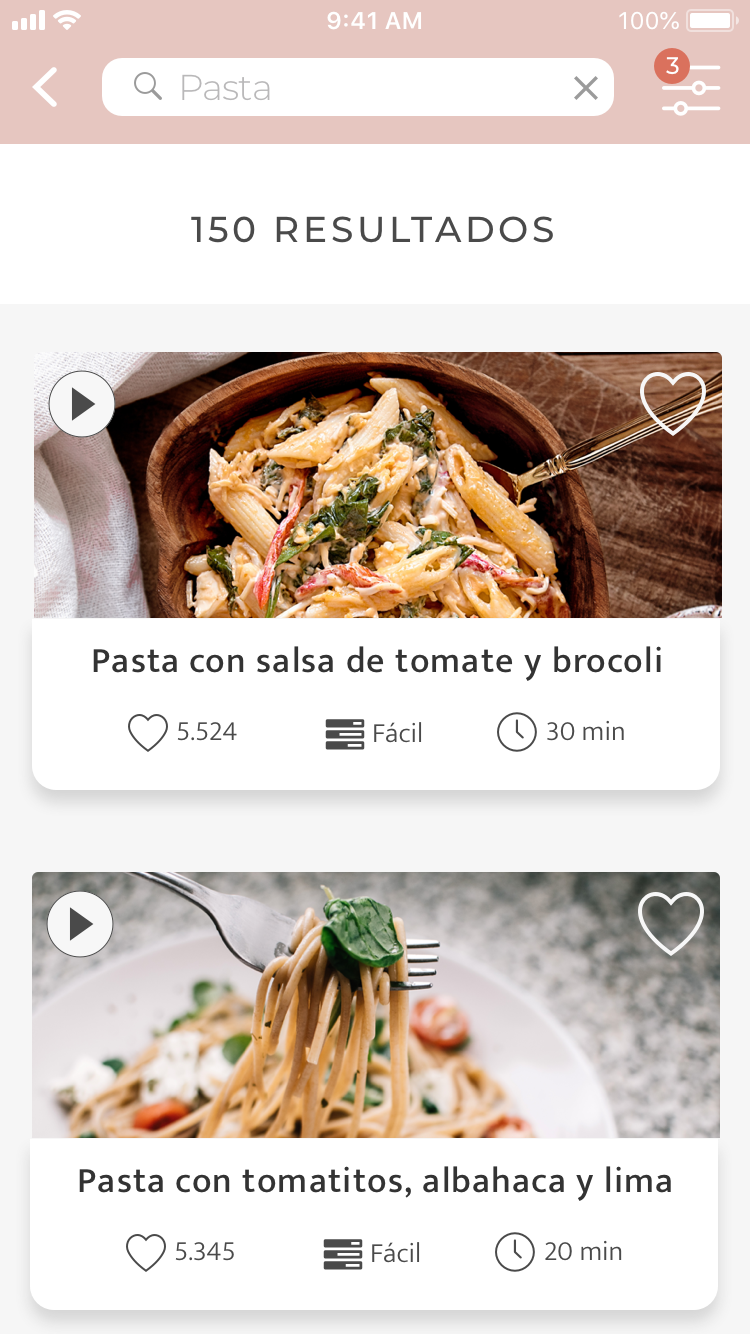 9:41 AM
100%
Pasta
3
150 RESULTADOS
Pasta con salsa de tomate y brocoli
5.524
Fácil
30 min
Pasta con tomatitos, albahaca y lima
5.345
Fácil
20 min